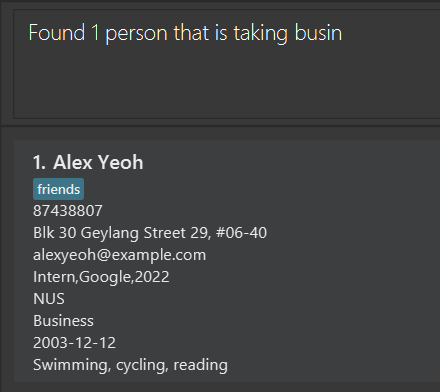 Found 1 person that is taking busin
1. Alex Yeoh
friends
87438807
Blk 30 Geylang Street 29, #06-40
alexyeoh@example.com
Intern,Google,2022
NUS
Business
2003-12-12
Swimming, cycling, reading